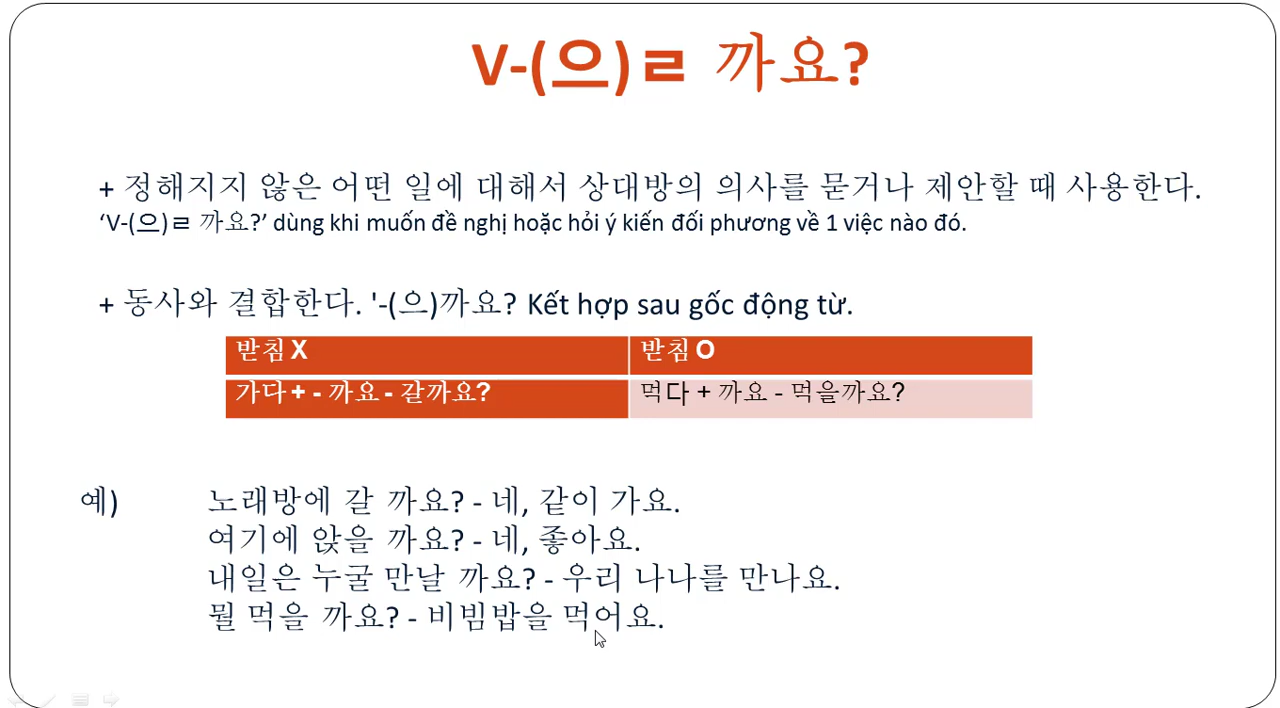 V-(으)ㄹ 까요?
+ 정해지지 않은 어떤 일에 대해서 상대방의 의사를 묻거나 제안할 때 사용한다.
‘V-(으)ㄹ 까요?’ dùng khi muốn đề nghị hoặc hỏi ý kiến đối phương về 1 việc nào đó.
+ 동사와 결합한다. '-(으)까요? Kết hợp sau gốc động từ.
받침 X 받침 O
가다 + - 까요 - 갈까요? 먹다 + 까요 - 먹을까요?
예) 노래방에 갈 까요? - 네, 같이 가요.
여기에 앉을 까요? - 네, 좋아요.
내일은 누굴 만날 까요? - 우리 나나를 만나요.
뭘 먹을 까요? - 비빔밥을 먹어요.